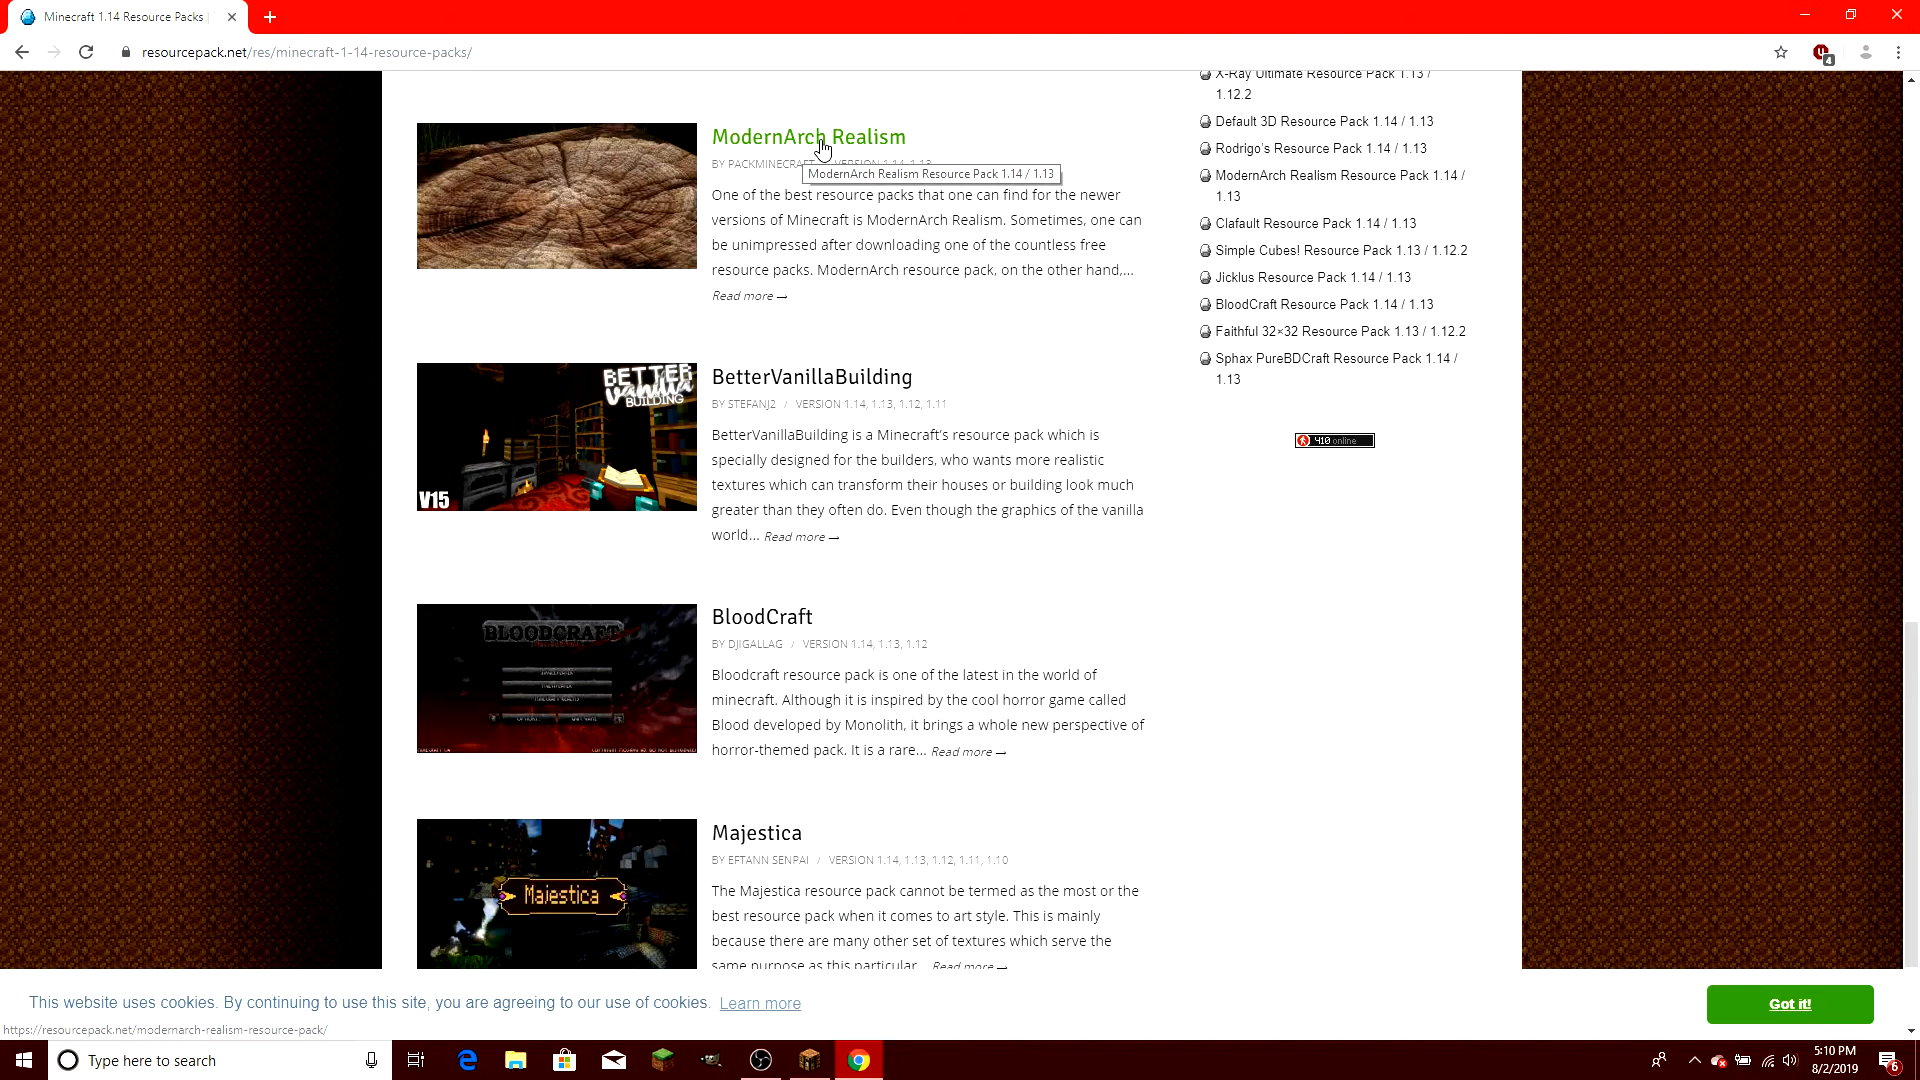 Minecraft 1.14 Resource Packs
resourcepack.net/res/minecraft-1-14-resource-packs/
4
ModernArch Realism
BY PACKMINECRAFT VERSION 1.14, 1.13
ModernArch Realism Resource Pack 1.14 / 1.13
One of the best resource packs that one can find for the newer
versions of Minecraft is ModernArch Realism. Sometimes, one can
be unimpressed after downloading one of the countless free
resource packs. ModernArch resource pack, on the other hand,...
Read more →
BETTER
vanilla
BUILDING
V15
BetterVanillaBuilding
BY STEFANJ2 / VERSION 1.14, 1.13, 1.12, 1.11
BetterVanillaBuilding is a Minecraft's resource pack which is
specially designed for the builders, who wants more realistic
textures which can transform their houses or building look much
greater than they often do. Even though the graphics of the vanilla
world... Read more →
BLOODCRAFT
BloodCraft
BY DJIGALLAG / VERSION 1.14, 1.13, 1.12
Bloodcraft resource pack is one of the latest in the world of
minecraft. Although it is inspired by the cool horror game called
Blood developed by Monolith, it brings a whole new perspective of
horror-themed pack. It is a rare... Read more →
Majestica
Majestica
BY EFTANN SENPAI / VERSION 1.14, 1.13, 1.12, 1.11, 1.10
The Majestica resource pack cannot be termed as the most or the
best resource pack when it comes to art style. This is mainly
because there are many other set of textures which serve the
same purpose as this particular... Read more →
X-Ray Ultimate Resource Pack 1.13 /
1.12.2
Default 3D Resource Pack 1.14 / 1.13
Rodrigo's Resource Pack 1.14 / 1.13
ModernArch Realism Resource Pack 1.14 /
1.13
Clafault Resource Pack 1.14 / 1.13
Simple Cubes! Resource Pack 1.13 / 1.12.2
Jicklus Resource Pack 1.14 / 1.13
BloodCraft Resource Pack 1.14 / 1.13
Faithful 32×32 Resource Pack 1.13 / 1.12.2
Sphax PureBDCraft Resource Pack 1.14 /
1.13
410 online
This website uses cookies. By continuing to use this site, you are agreeing to our use of cookies. Learn more
Got it!
https://resourcepack.net/modernarch-realism-resource-pack/
Type here to search
5:10 PM
8/2/2019
6